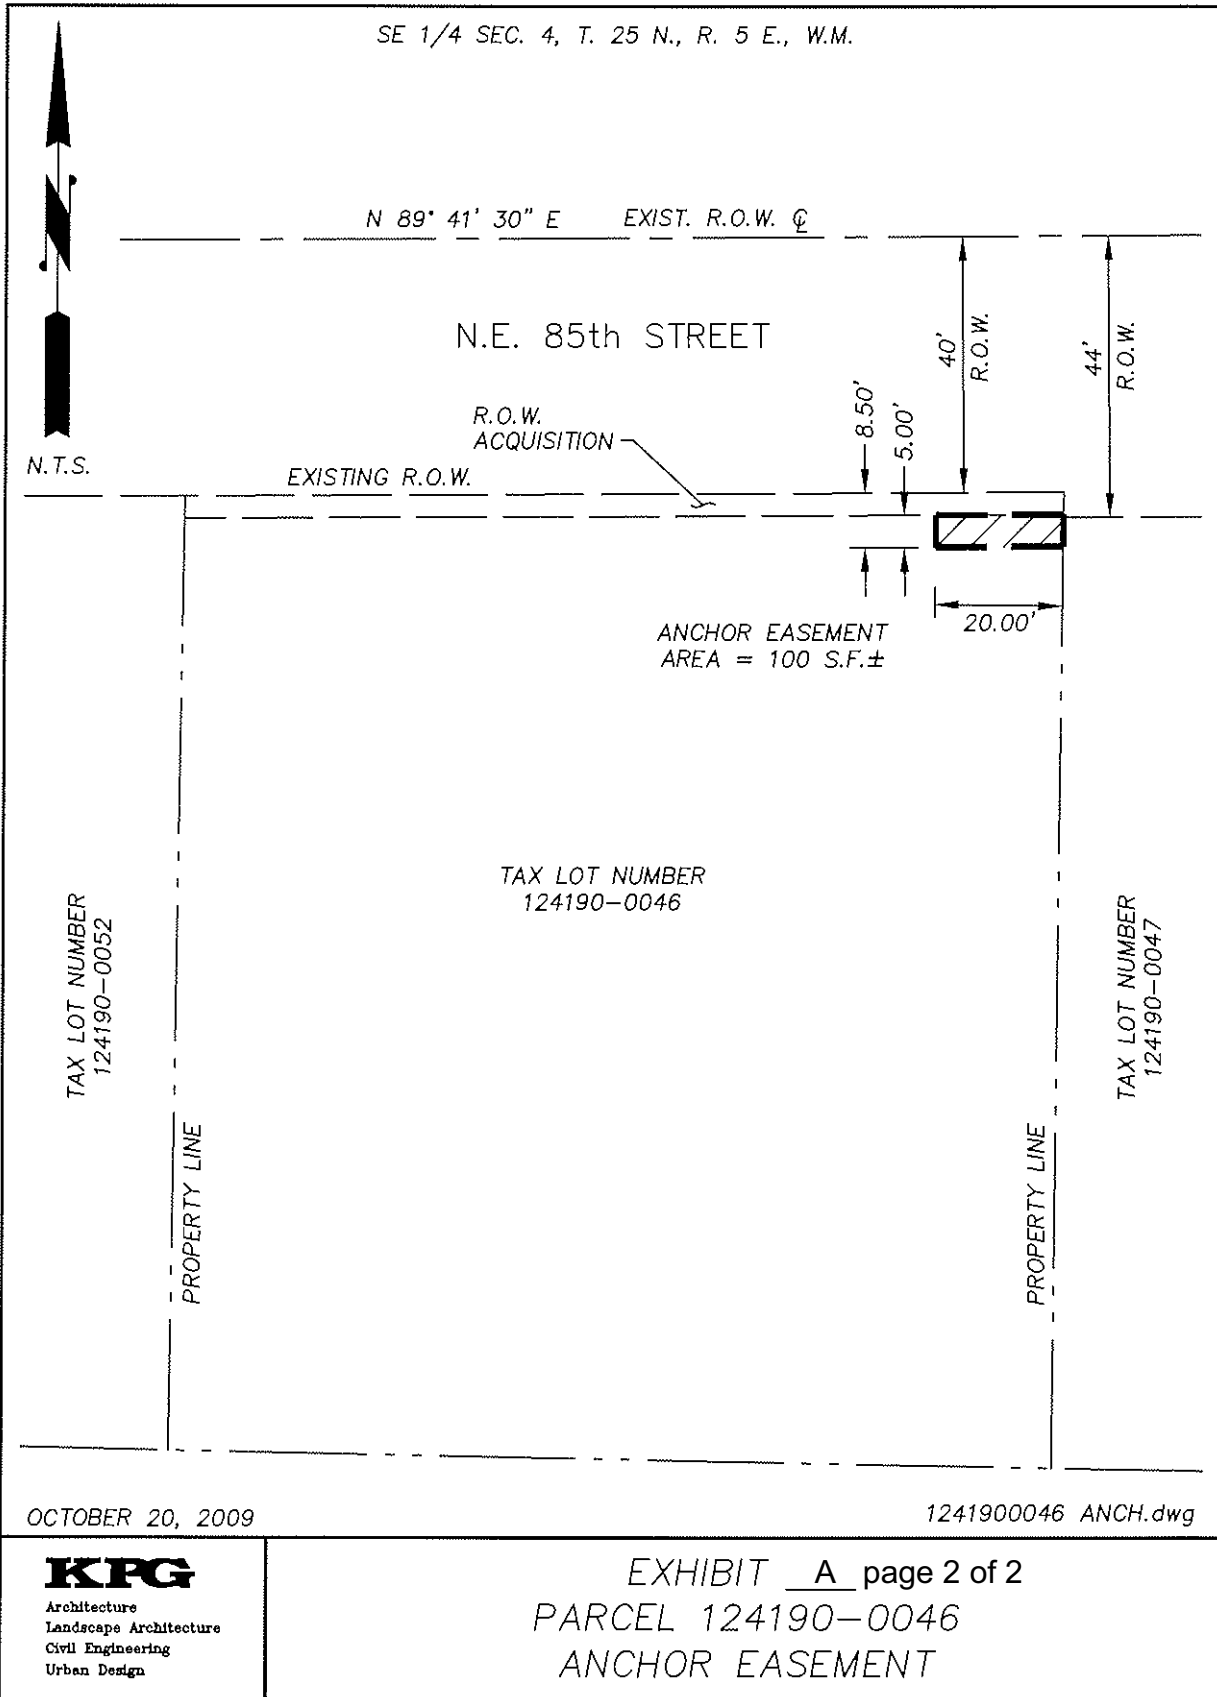 SE 1/4 SEC. 4, T. 25 N., R. 5 E., W.M.
N 89° 41' 30" E EXIST. R.O.W. ℄
N.E. 85th STREET
40'
R.O.W.
44'
R.O.W.
8.50'
5.00'
R.O.W.
ACQUISITION
N.T.S.
EXISTING R.O.W.
20.00'
ANCHOR EASEMENT
AREA = 100 S.F.±
TAX LOT NUMBER
124190-0046
TAX LOT NUMBER
124190-0052
TAX LOT NUMBER
124190-0047
PROPERTY LINE
PROPERTY LINE
OCTOBER 20, 2009
1241900046 ANCH.dwg
KPG
Architecture
Landscape Architecture
Civil Engineering
Urban Design
EXHIBIT A page 2 of 2
PARCEL 124190-0046
ANCHOR EASEMENT